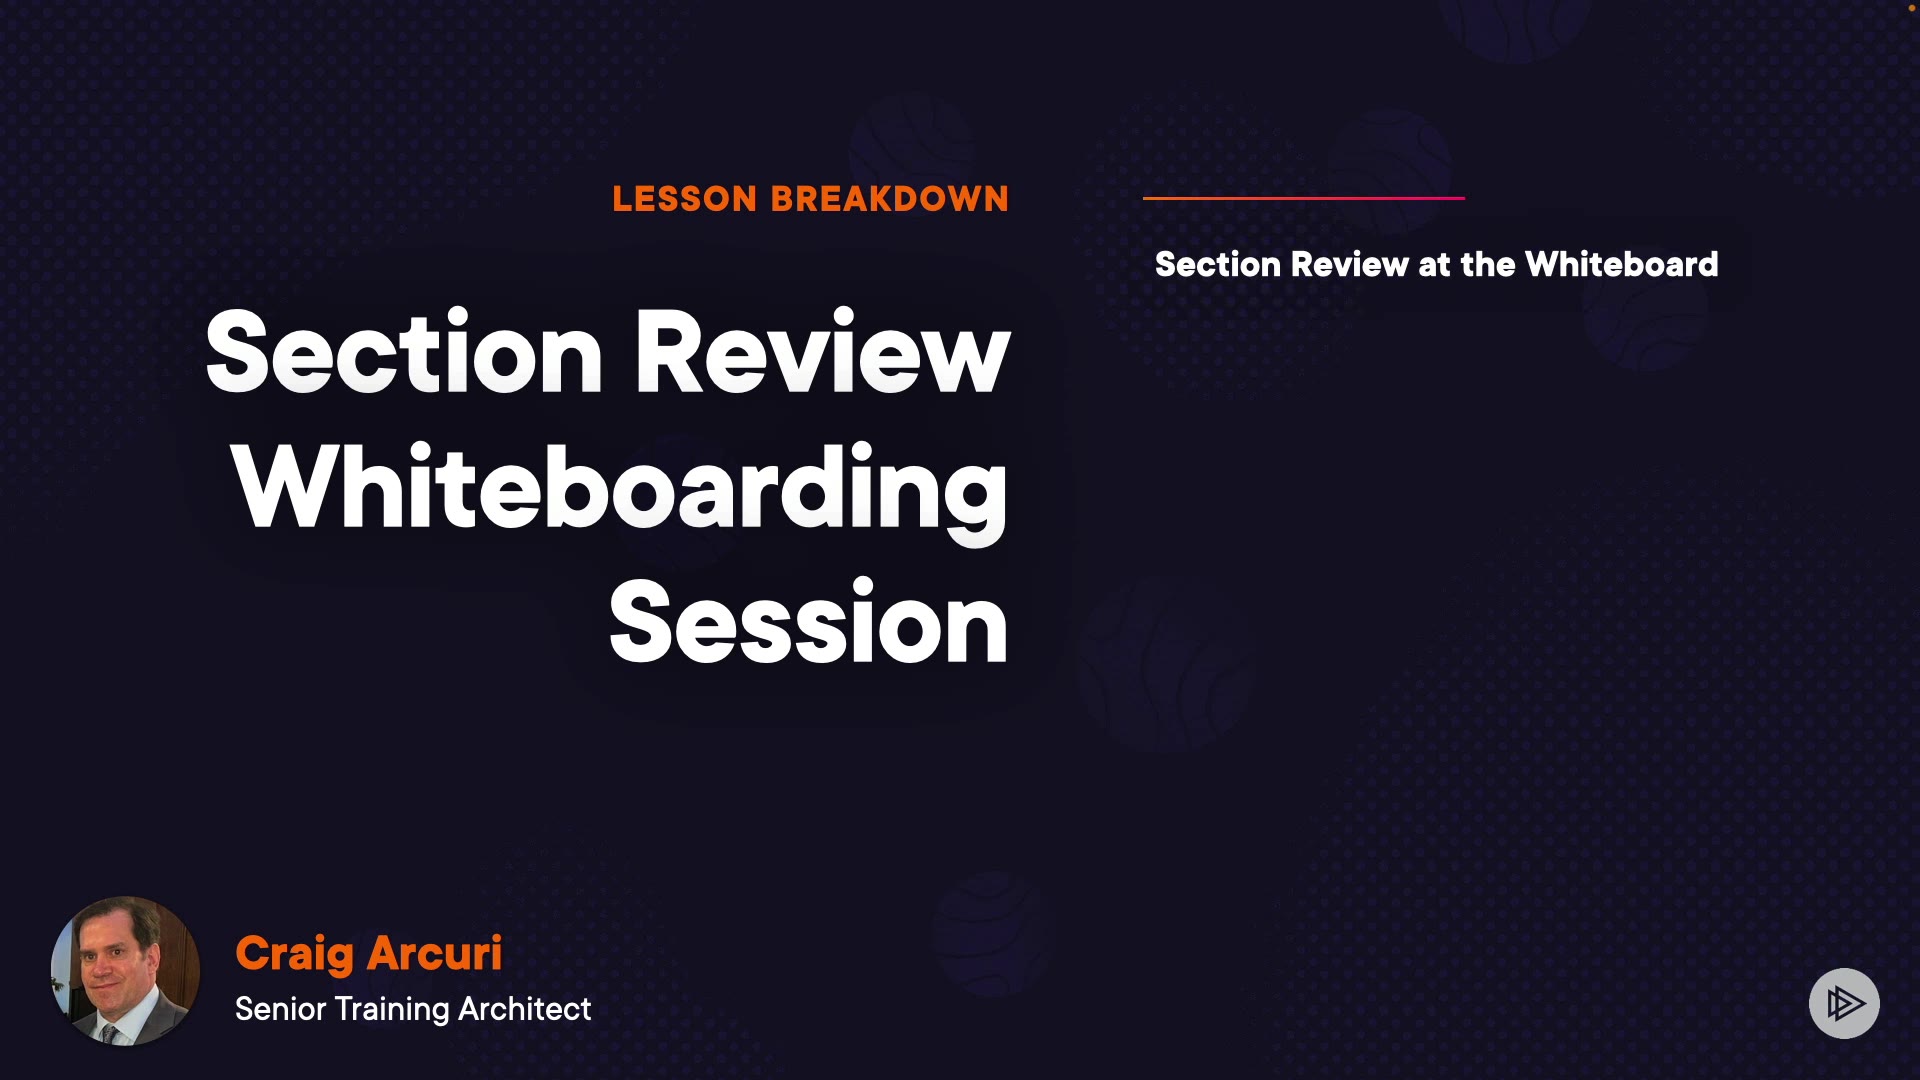 LESSON BREAKDOWN
Section Review
Whiteboarding
Session
Section Review at the Whiteboard
Craig Arcuri
Senior Training Architect